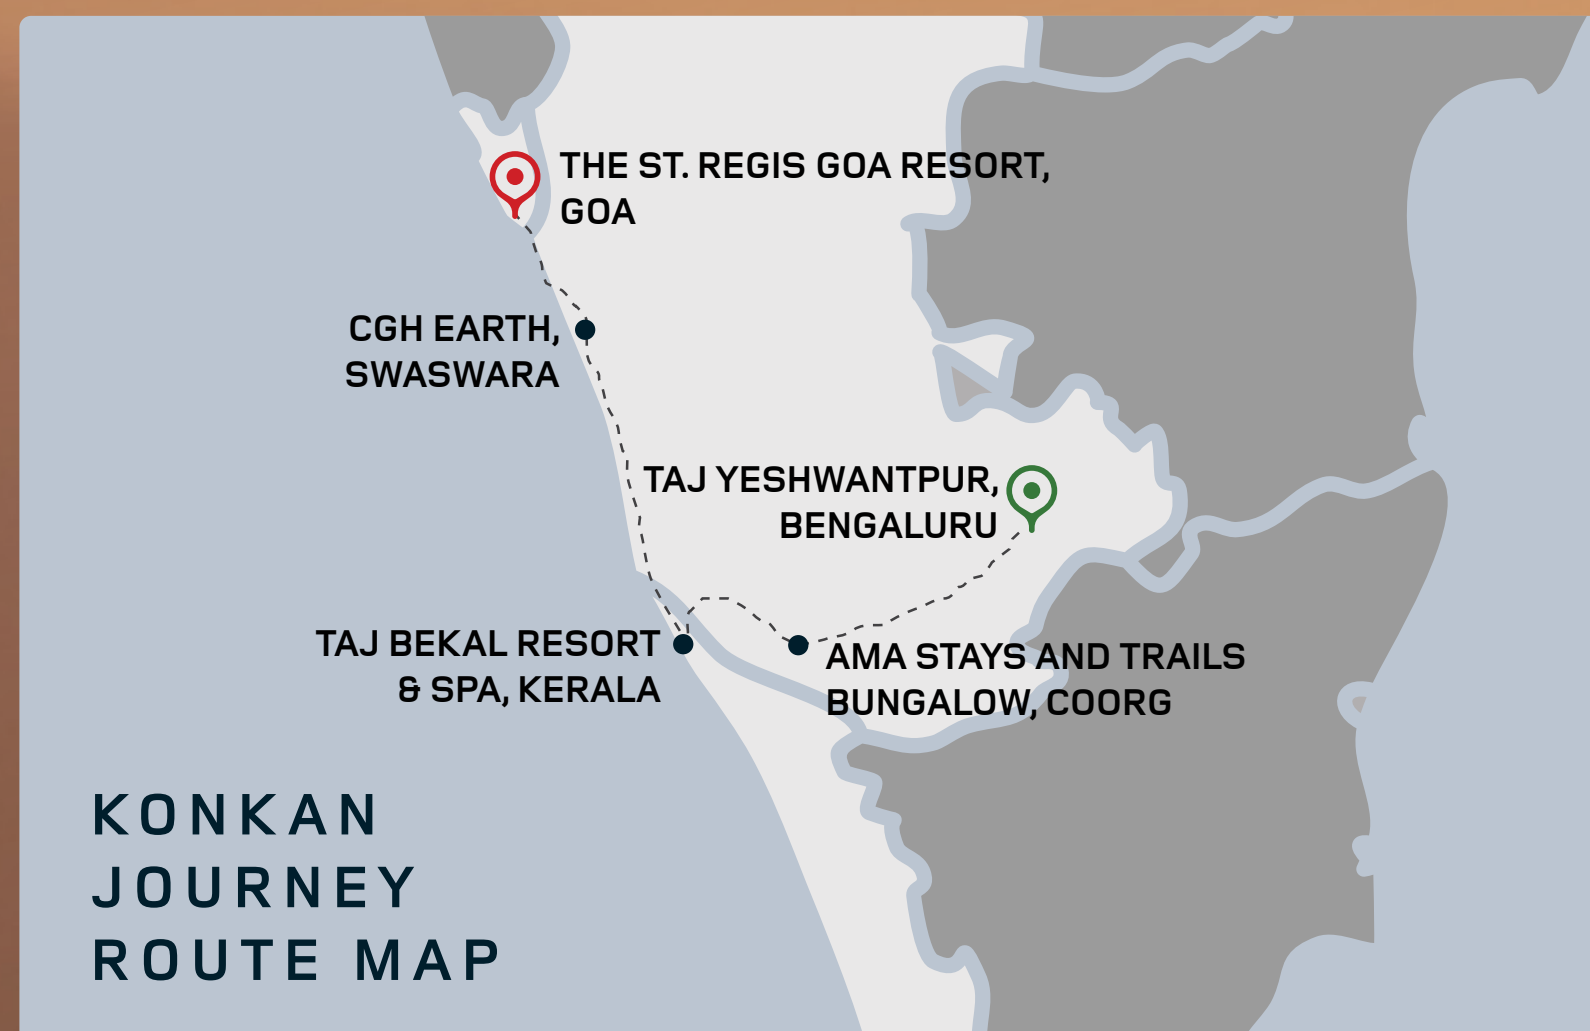 THE ST. REGIS GOA RESORT,
GOA
CGH EARTH,
SWASWARA
TAJ YESHWANTPUR,
BENGALURU
TAJ BEKAL RESORT
& SPA, KERALA
AMA STAYS AND TRAILS
BUNGALOW, COORG
KONKAN
JOURNEY
ROUTE MAP